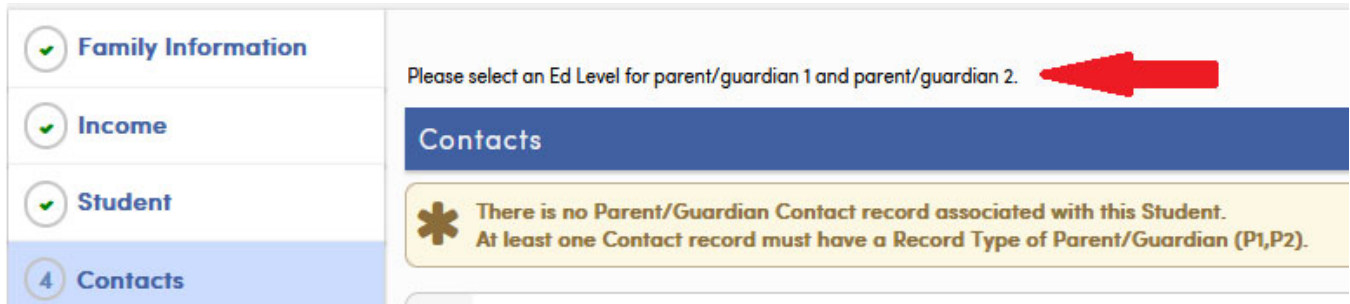 Family Information
Income
Student
4 Contacts
Please select an Ed Level for parent/guardian 1 and parent/guardian 2.
Contacts
There is no Parent/Guardian Contact record associated with this Student.
At least one Contact record must have a Record Type of Parent/Guardian (P1,P2).